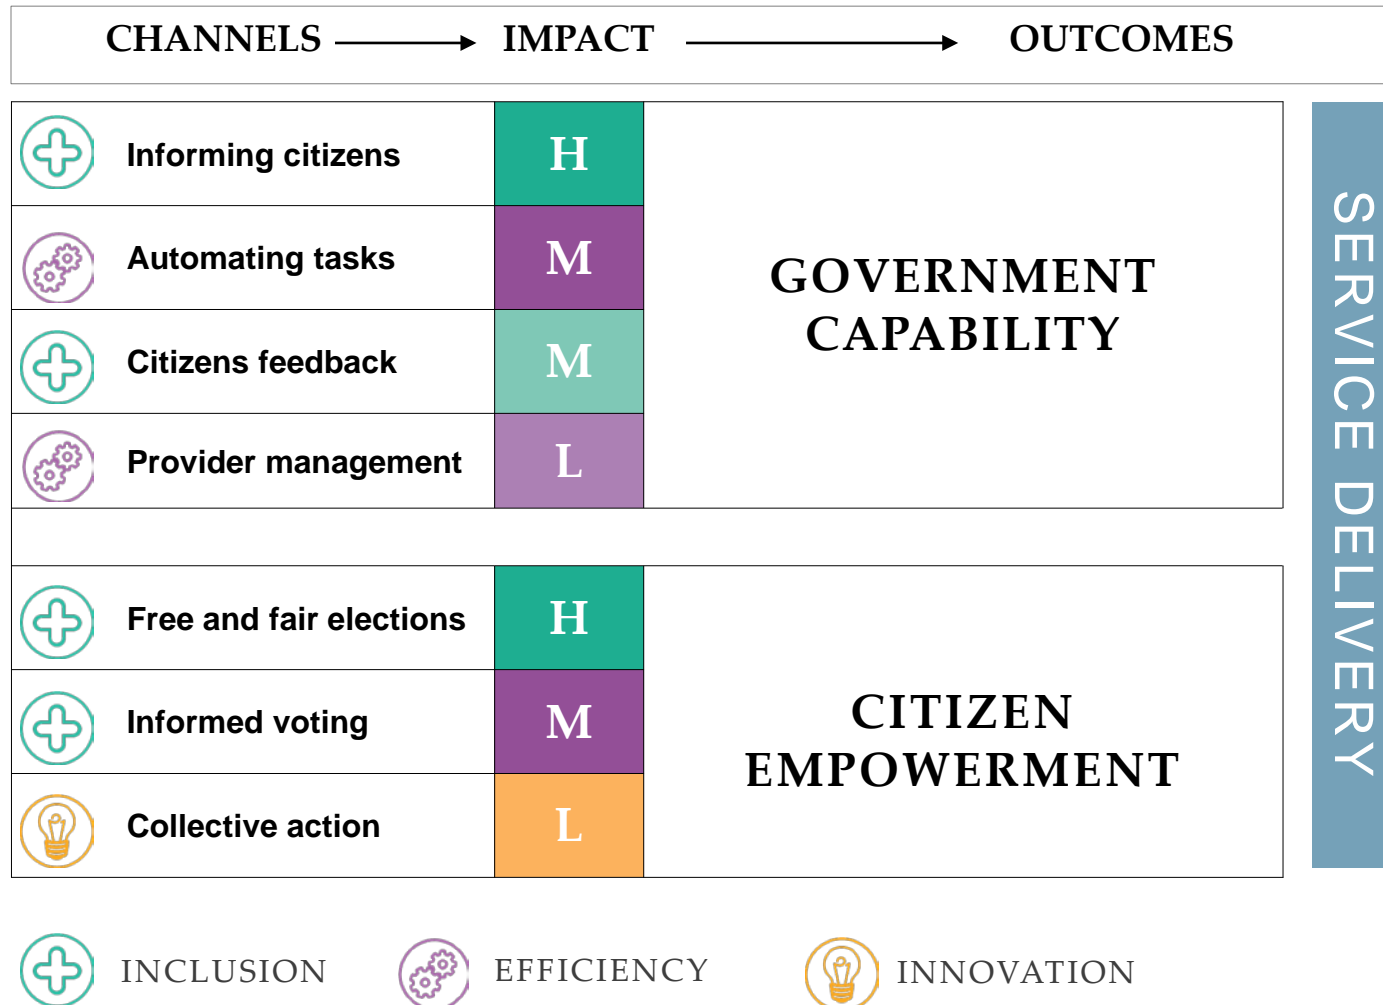 CHANNELS IMPACT OUTCOMES
Informing citizens H
Automating tasks M
Citizens feedback M
Provider management L
GOVERNMENT
CAPABILITY
Free and fair elections H
Informed voting M
Collective action L
CITIZEN
EMPOWERMENT
SERVICE DELIVERY
INCLUSION EFFICIENCY INNOVATION